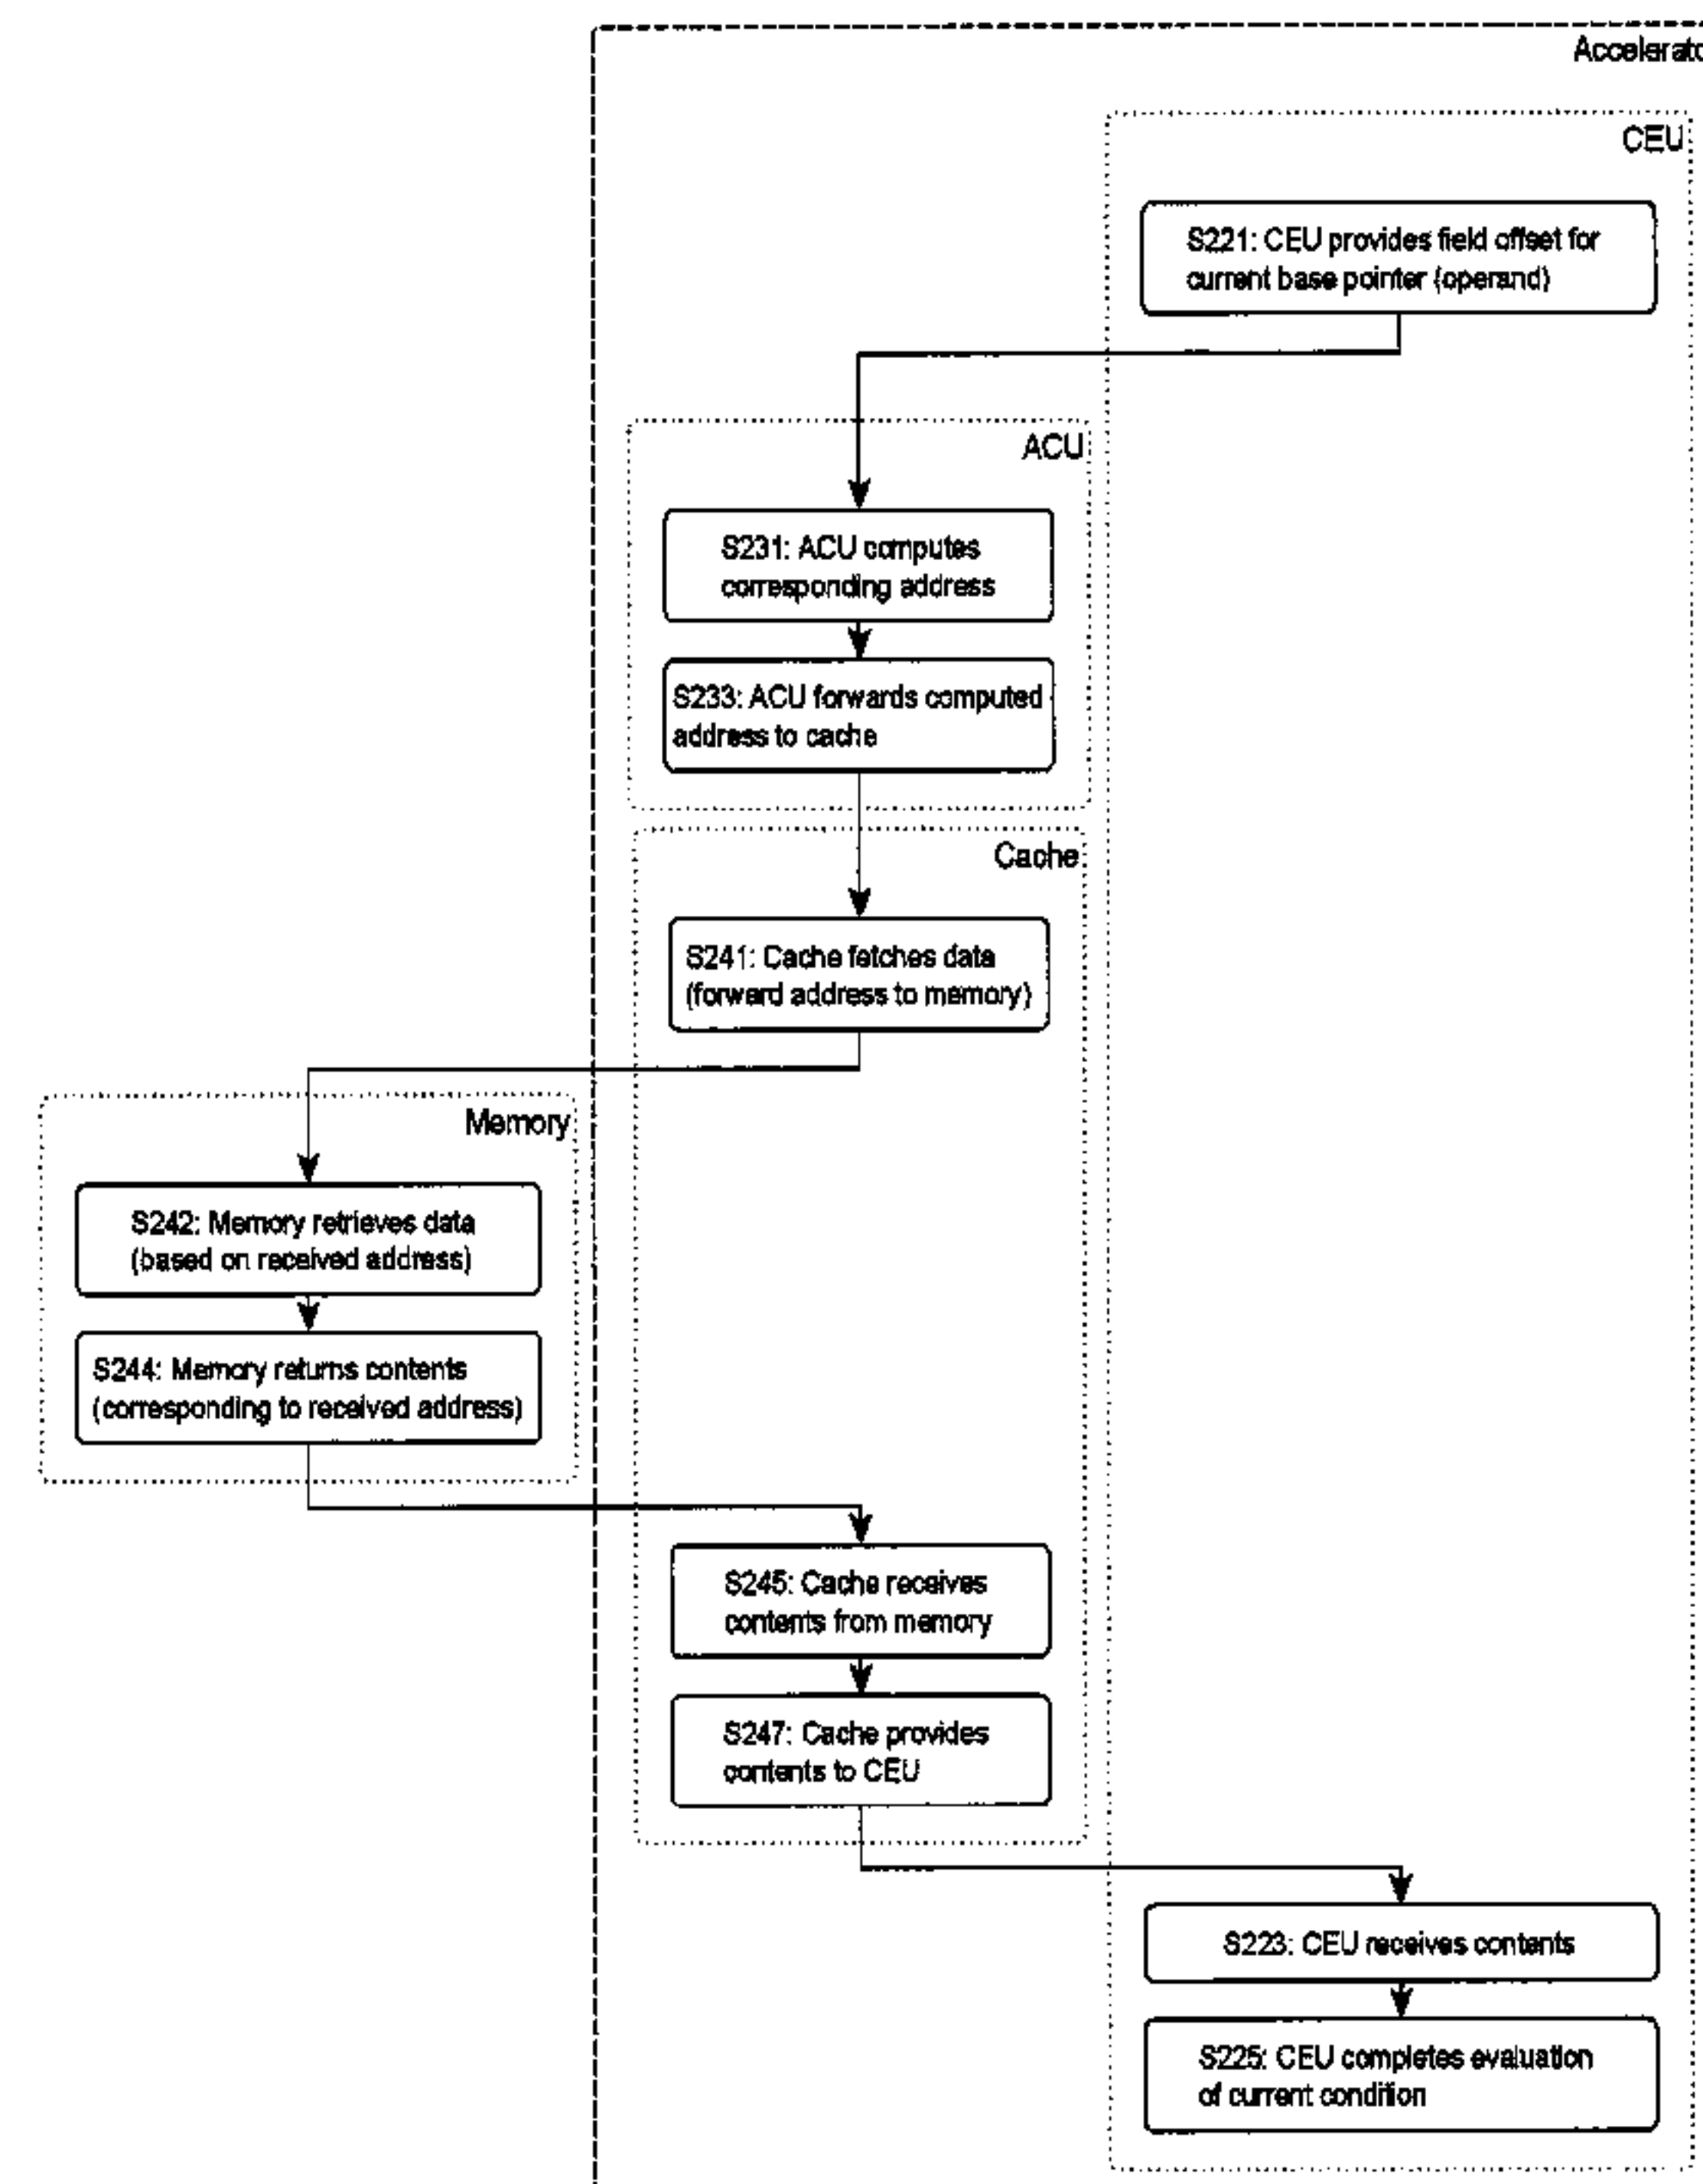 Accelerato
CEU
S221: CEU provides field offset for
current base pointer (operand)
ACU
S231: ACU computes
corresponding address
S233: ACU forwards computed
address to cache
Cache
S241: Cache fetches data
(forward address to memory)
Memory
S242: Memory retrieves data
(based on received address)
S244: Memory returns contents
(corresponding to received address)
S245: Cache receives
contents from memory
S247: Cache provides
contents to CEU
S223: CEU receives contents
S225: CEU completes evaluation
of current condition